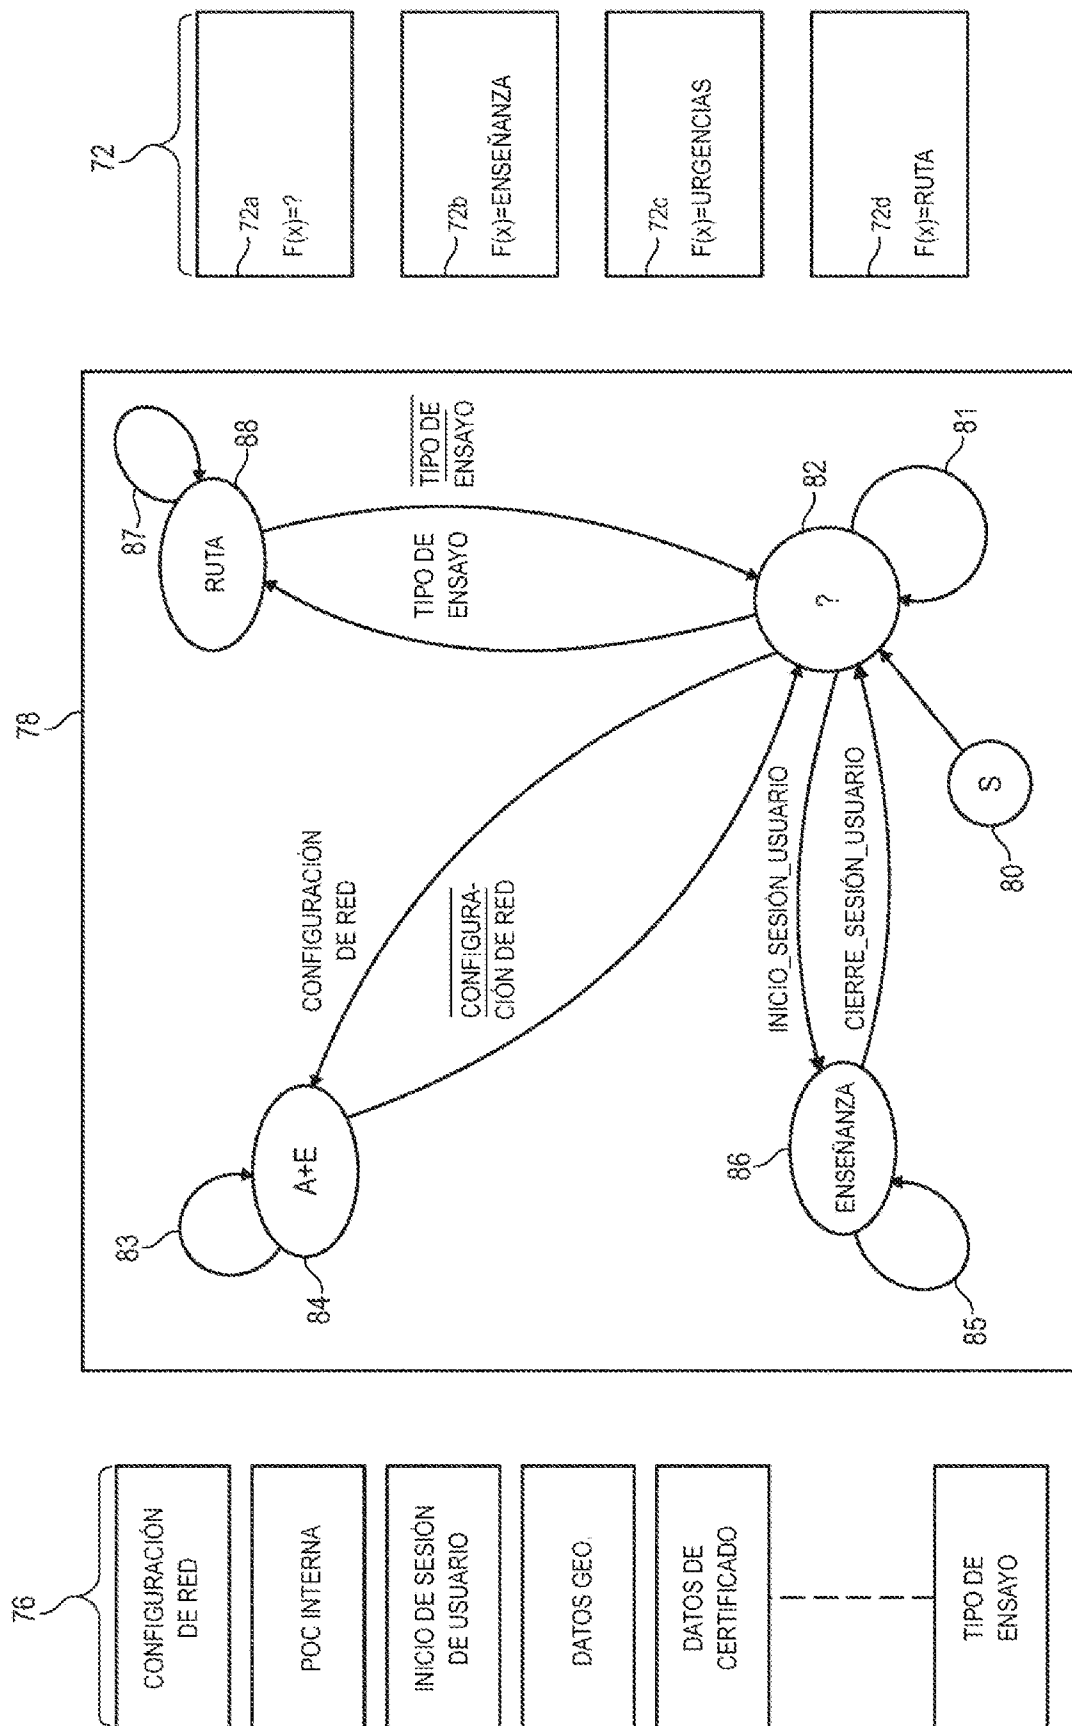 76
CONFIGURACIÓN
DE RED
POC INTERNA
INICIO DE SESIÓN
DE USUARIO
DATOS GEO.
DATOS DE
CERTIFICADO
TIPO DE
ENSAYO
78
83
A+E
84
CONFIGURACIÓN
DE RED
CONFIGURA-
CIÓN DE RED
87
RUTA
88
TIPO DE
ENSAYO
TIPO DE
ENSAYO
86
ENSEÑANZA
85
INICIO_SESIÓN_USUARIO
CIERRE_SESIÓN_USUARIO
?
82
81
S
80
72
72a
F(x)=?
72b
F(x)=ENSEÑANZA
72c
F(x)=URGENCIAS
72d
F(x)=RUTA